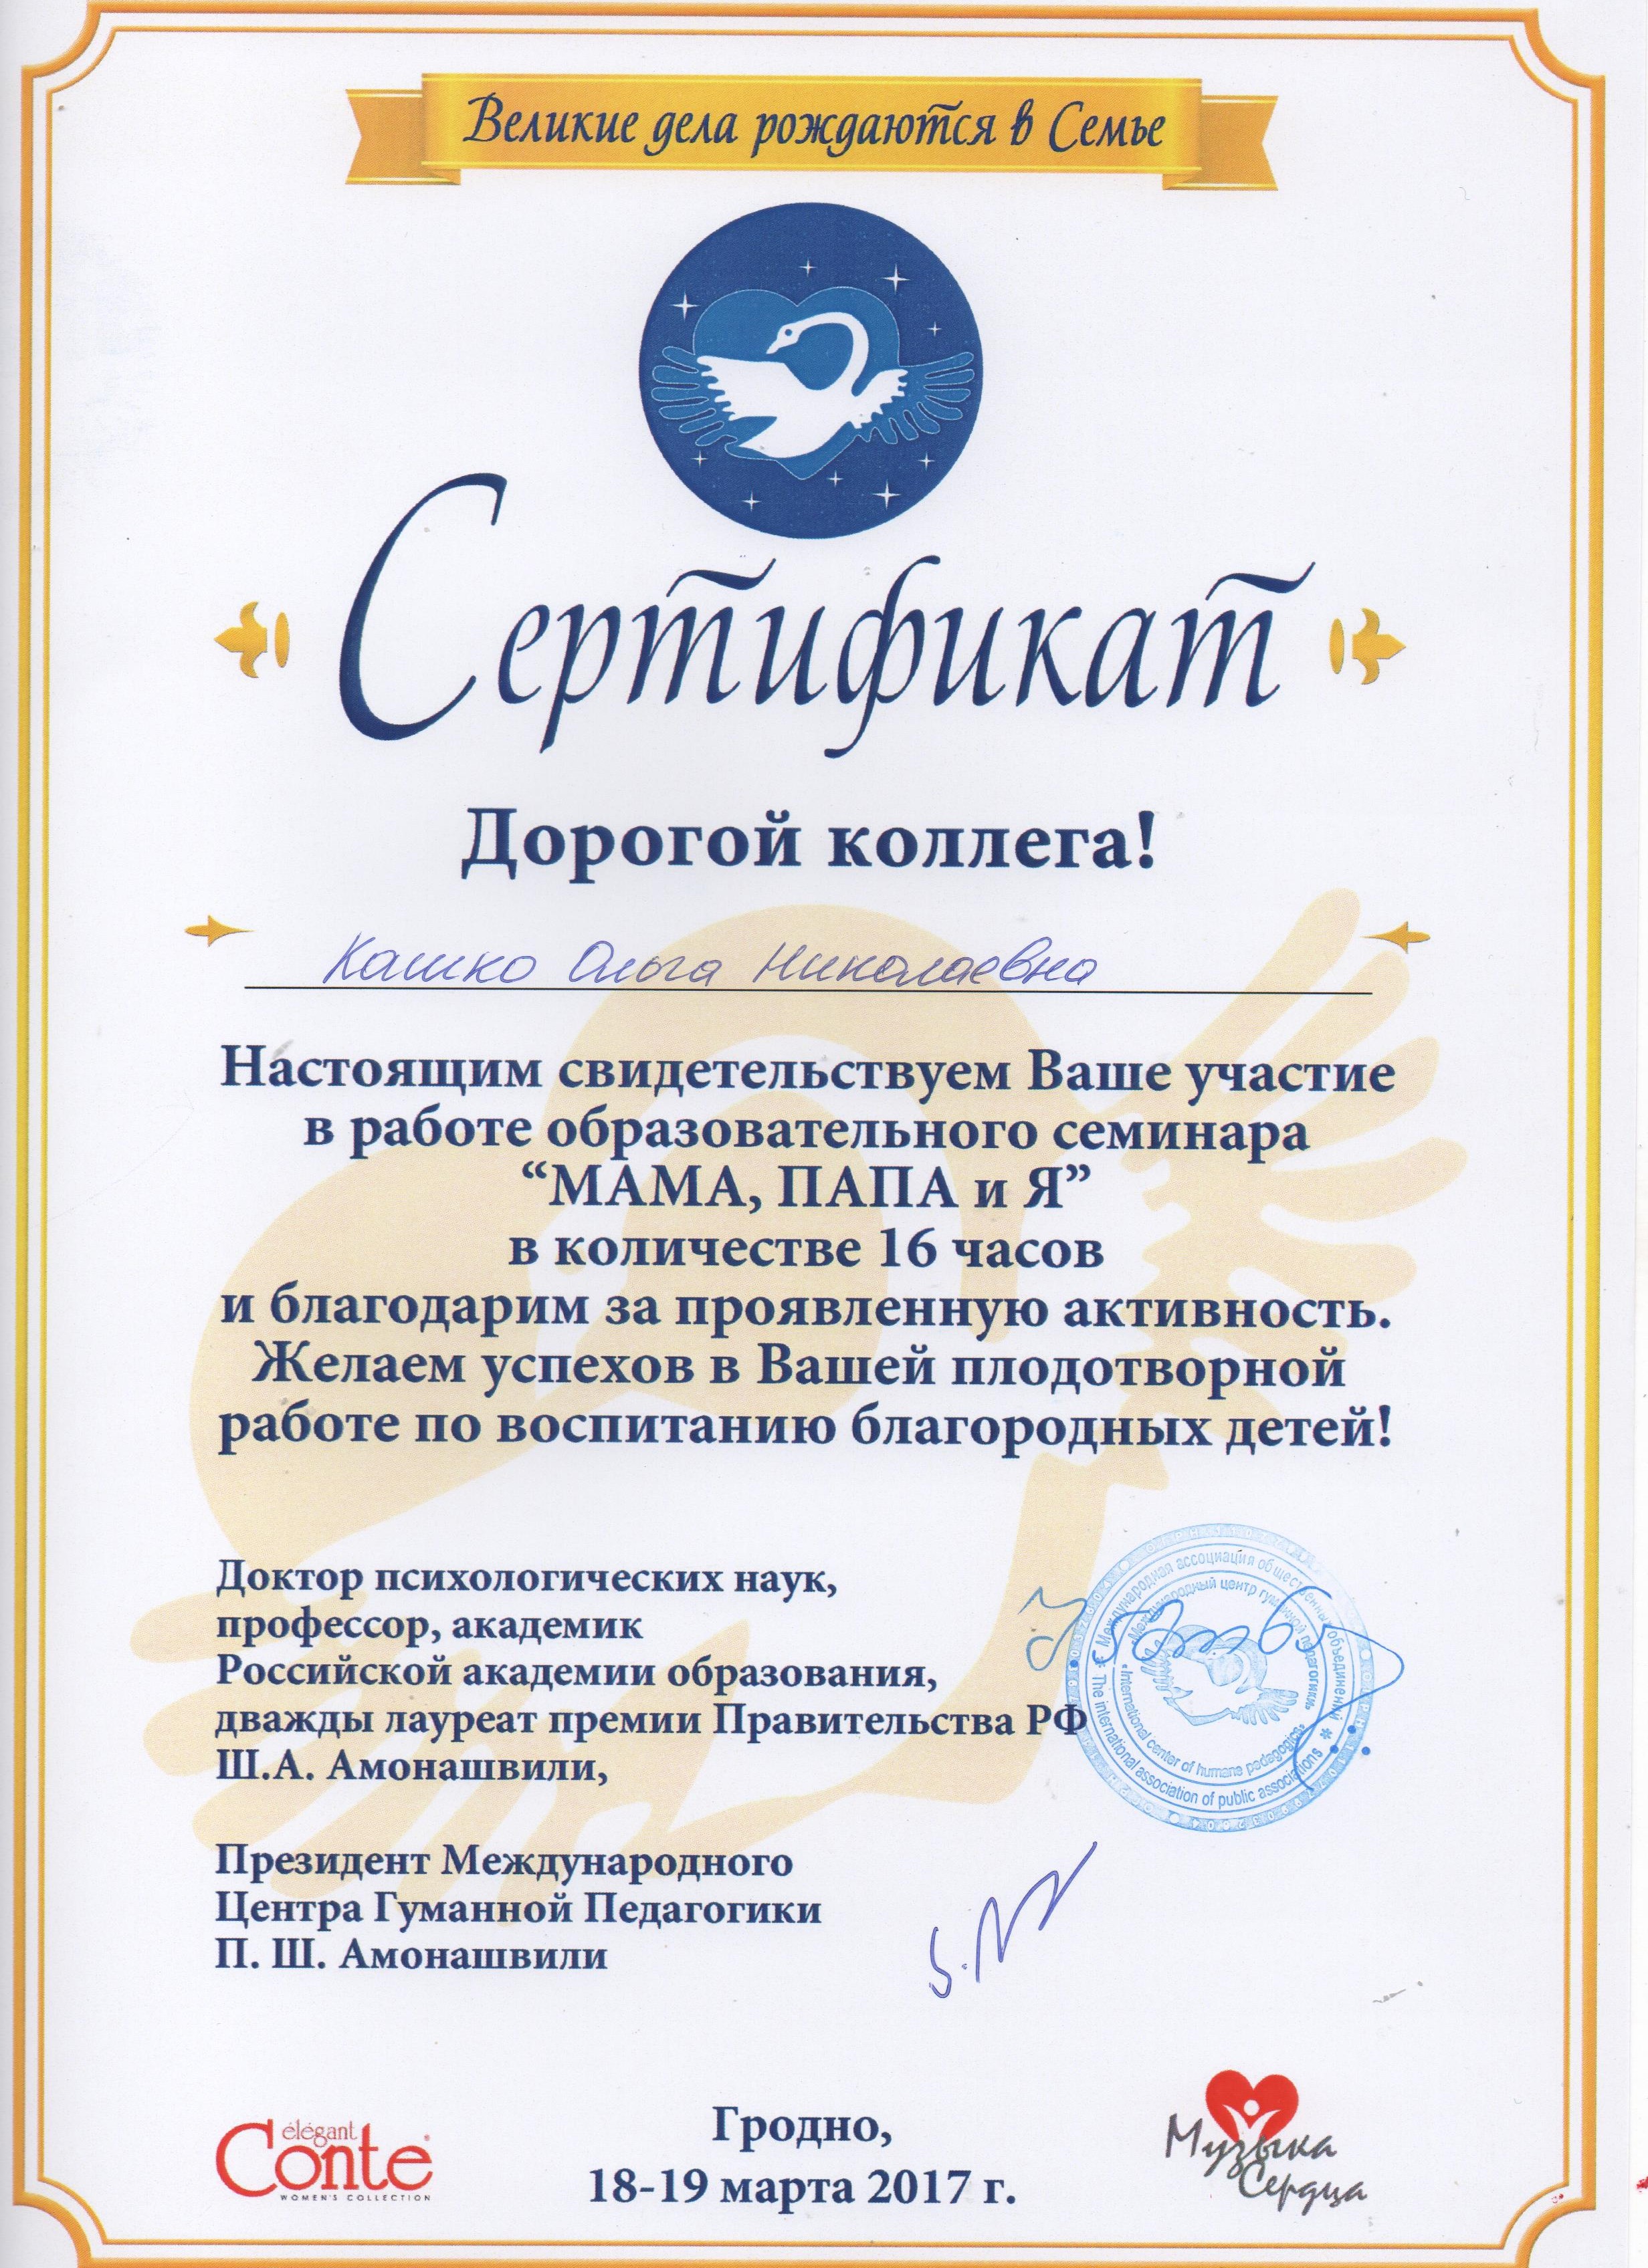 Великие дела рождаются в Семье
Сертификат
Дорогой коллега!
Кашко Ольга Николаевна
Настоящим свидетельствуем Ваше участие
в работе образовательного семинара
“МАМА, ПАПА и Я”
в количестве 16 часов
и благодарим за проявленную активность.
Желаем успехов в Вашей плодотворной
работе по воспитанию благородных детей!
Доктор психологических наук,
профессор, академик
Российской академии образования,
дважды лауреат премии Правительства РФ
Ш.А. Амонашвили,
Международная ассоциация общественных объединений
Международный центр гуманной педагогики
International center of humane pedagogics
The international association of public associations
Президент Международного
Центра Гуманной Педагогики
П. Ш. Амонашвили
élégant
Conte
WOMEN'S COLLECTION
Гродно,
18-19 марта 2017 г.
Музыка
Сердца